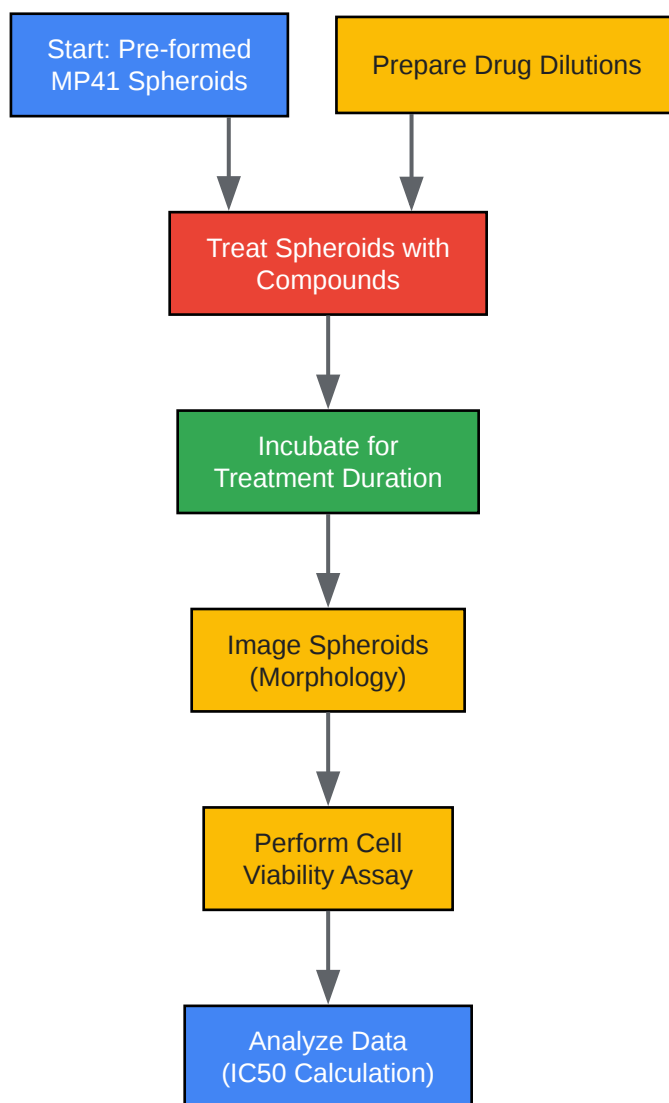 Start: Pre-formed
MP41 Spheroids
Prepare Drug Dilutions
Treat Spheroids with
Compounds
Incubate for
Treatment Duration
Image Spheroids
(Morphology)
Perform Cell
Viability Assay
Analyze Data
(IC50 Calculation)